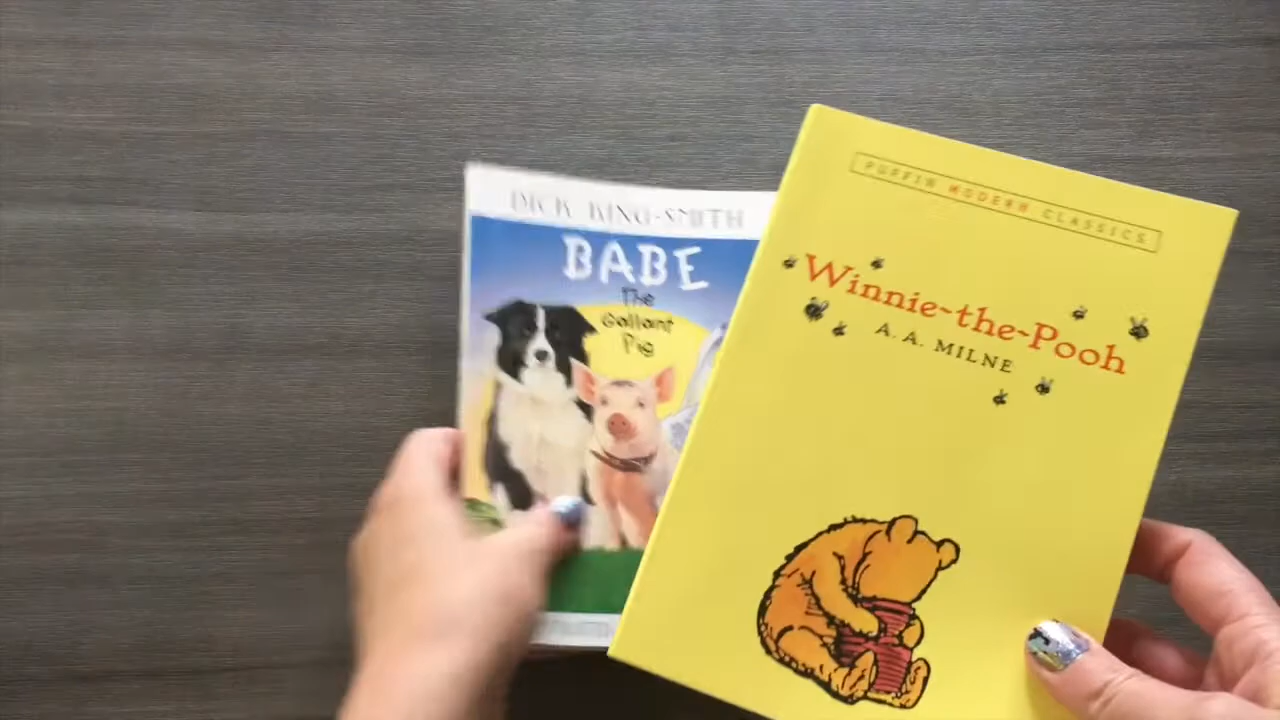 DICK KING-SMITH
BABE
The
Gallant
Pig
PUFFIN MODERN CLASSICS
Winnie-the-Pooh
A. A. MILNE